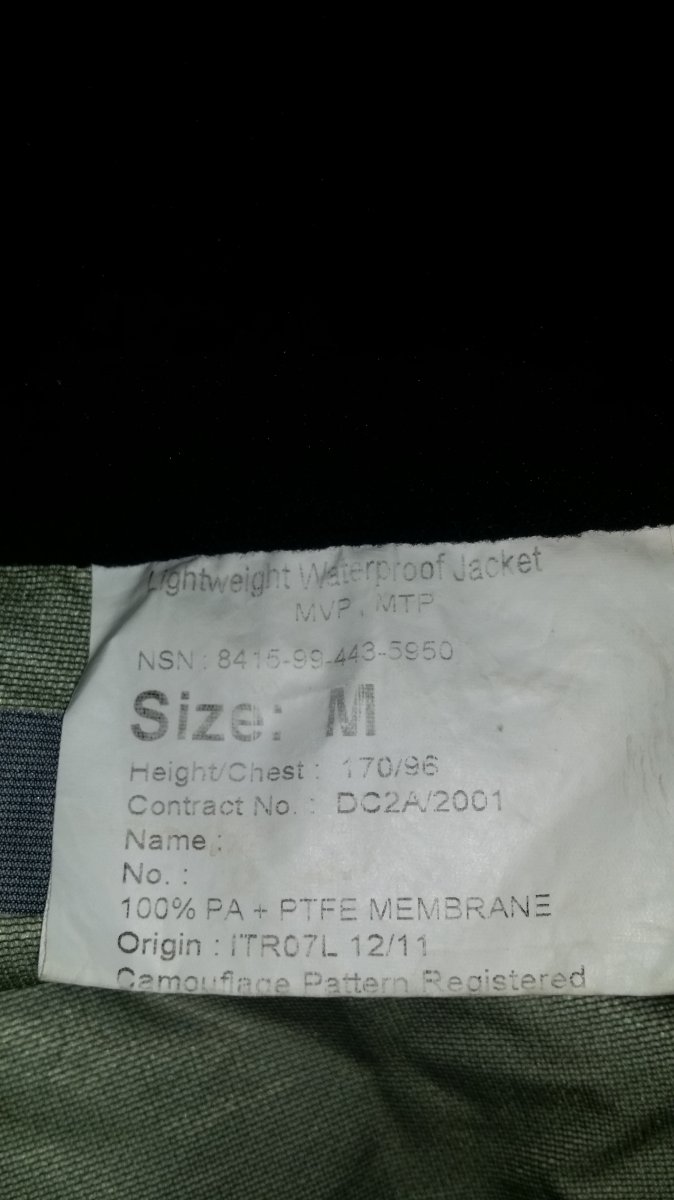 Lightweight Waterproof Jacket
MVP, MTP
NSN : 8415-99-443-5950
Size: M
Height/Chest : 170/96
Contract No. : DC2A/2001
Name :
No. :
100% PA + PTFE MEMBRANE
Origin : ITR07L 12/11
Camouflage Pattern Registered